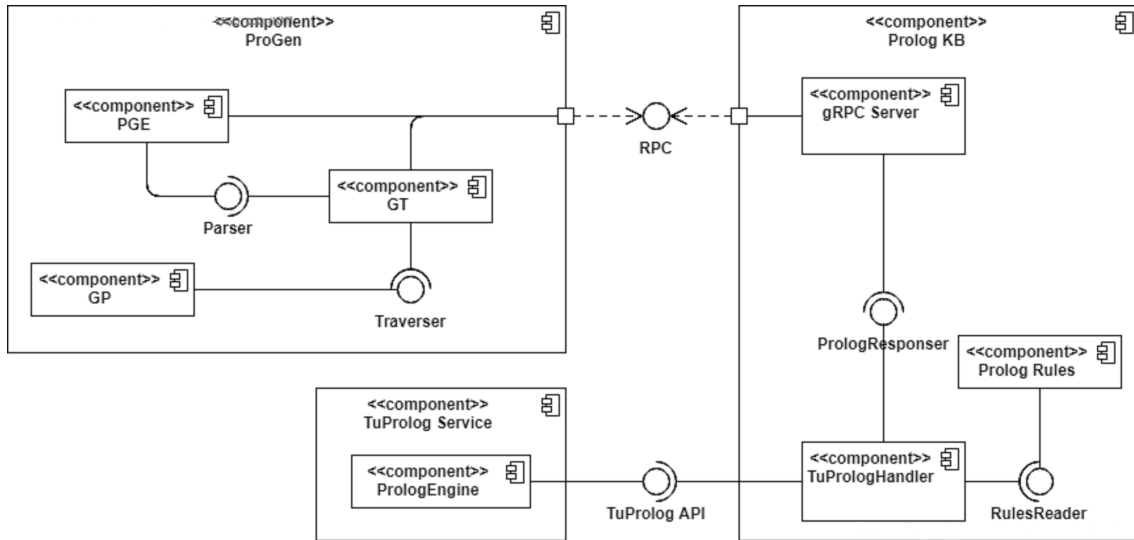 <<component>>
ProGen
<<component>>
Prolog KB
<<component>>
PGE
<<component>>
gRPC Server
RPC
<<component>>
GT
Parser
<<component>>
GP
Traverser
PrologResponser
<<component>>
Prolog Rules
<<component>>
TuProlog Service
<<component>>
PrologEngine
<<component>>
TuPrologHandler
TuProlog API
RulesReader